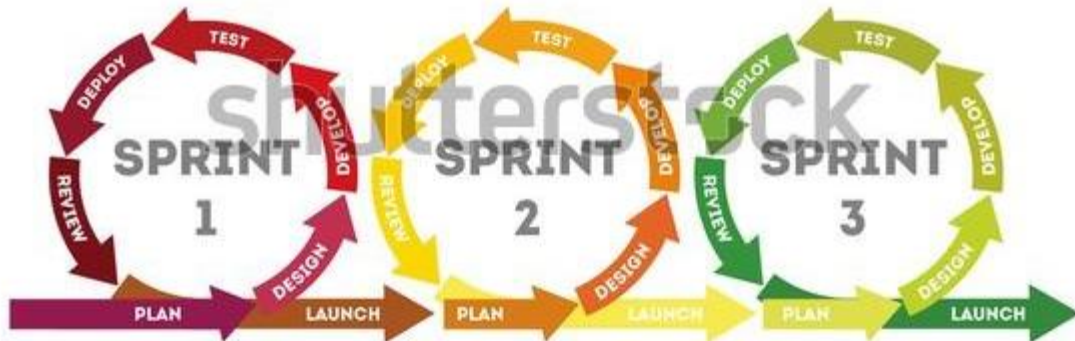 TEST
DEPLOY
DEVELOP
SPRINT
1
REVIEW
DESIGN
PLAN
LAUNCH
TEST
DEPLOY
DEVELOP
SPRINT
2
REVIEW
DESIGN
PLAN
LAUNCH
TEST
DEPLOY
DEVELOP
SPRINT
3
REVIEW
DESIGN
PLAN
LAUNCH
shutterstock